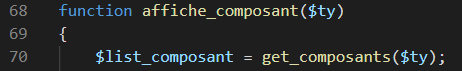 68 function affiche_composant($ty)
69 {
70 $list_composant = get_composants($ty);